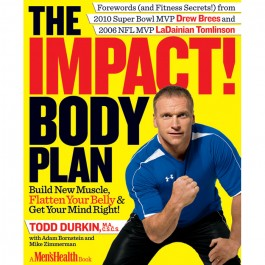 Forewords (and Fitness Secrets!) from
2010 Super Bowl MVP Drew Brees and
2006 NFL MVP LaDainian Tomlinson
THE
IMPACT!
BODY
PLAN
Build New Muscle,
Flatten Your Belly &
Get Your Mind Right!
TODD DURKIN, M.A., C.S.C.S.
with Adam Bornstein and
Mike Zimmerman
A Men'sHealth Book